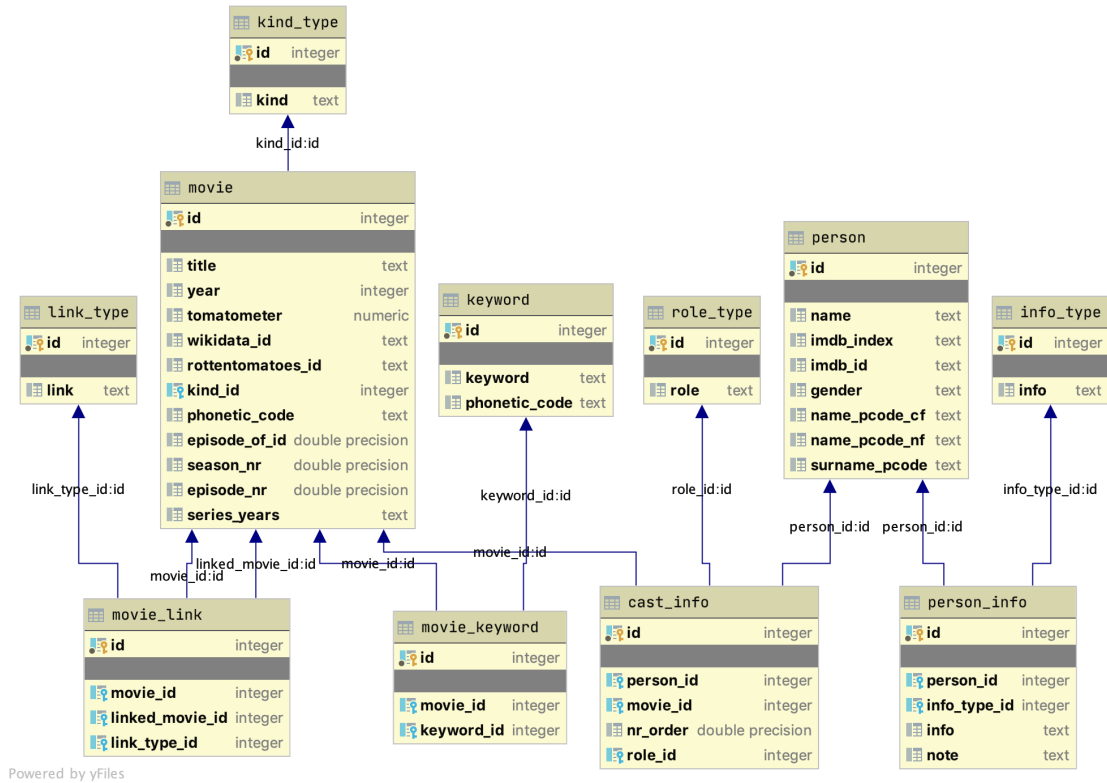 kind_type
id integer
kind text
kind_id:id
movie
id integer
title text
year integer
tomatometer numeric
wikidata_id text
rottentomatoes_id text
kind_id integer
phonetic_code text
episode_of_id double precision
season_nr double precision
episode_nr double precision
series_years text
link_type
id integer
link text
keyword
id integer
keyword text
phonetic_code text
role_type
id integer
role text
person
id integer
name text
imdb_index text
imdb_id text
gender text
name_pcode_cf text
name_pcode_nf text
surname_pcode text
info_type
id integer
info text
link_type_id:id
keyword_id:id
role_id:id
info_type_id:id
person_id:id
person_id:id
movie_id:id
linked_movie_id:id
movie_id:id
movie_id:id
movie_link
id integer
movie_id integer
linked_movie_id integer
link_type_id integer
movie_keyword
id integer
movie_id integer
keyword_id integer
cast_info
id integer
person_id integer
movie_id integer
nr_order double precision
role_id integer
person_info
id integer
person_id integer
info_type_id integer
info text
note text
Powered by yFiles